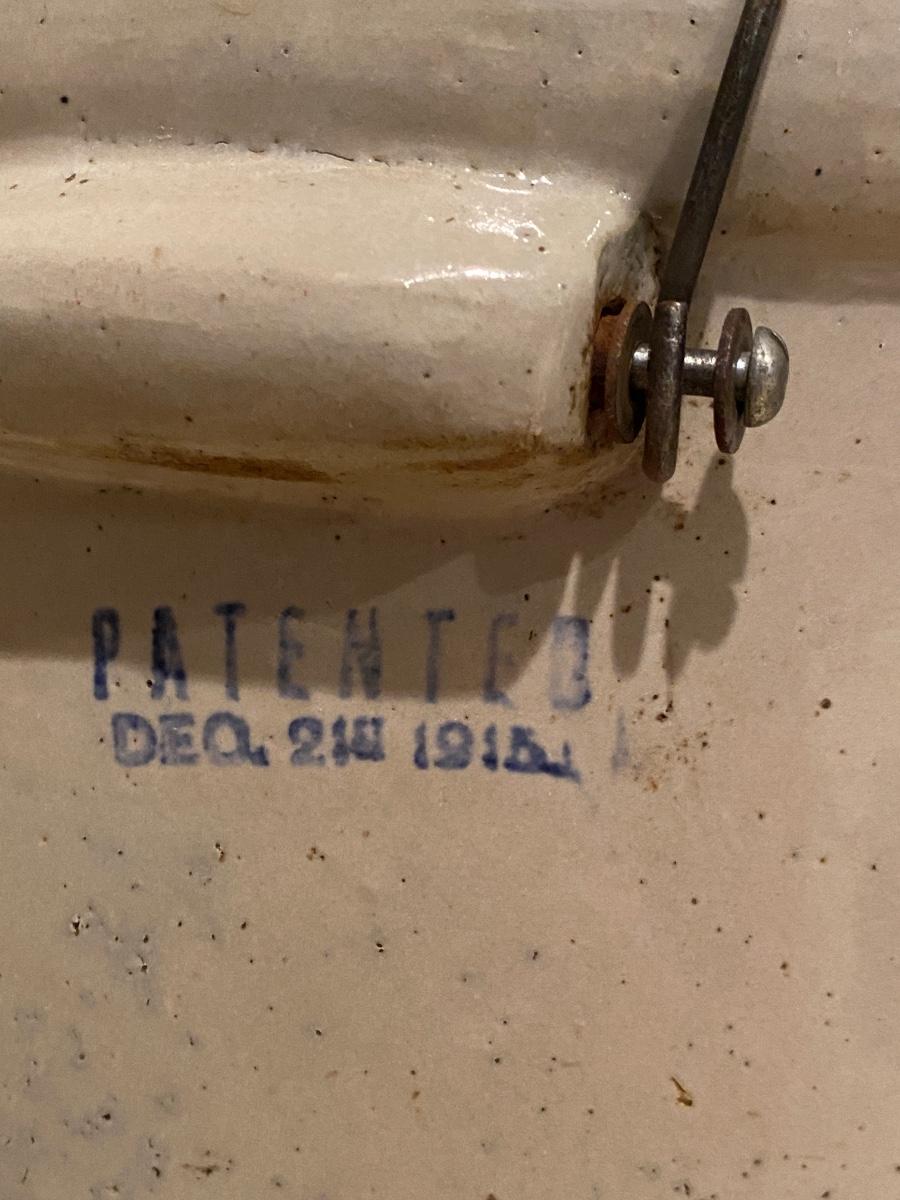 PATENTED
DEC. 21st 1915.